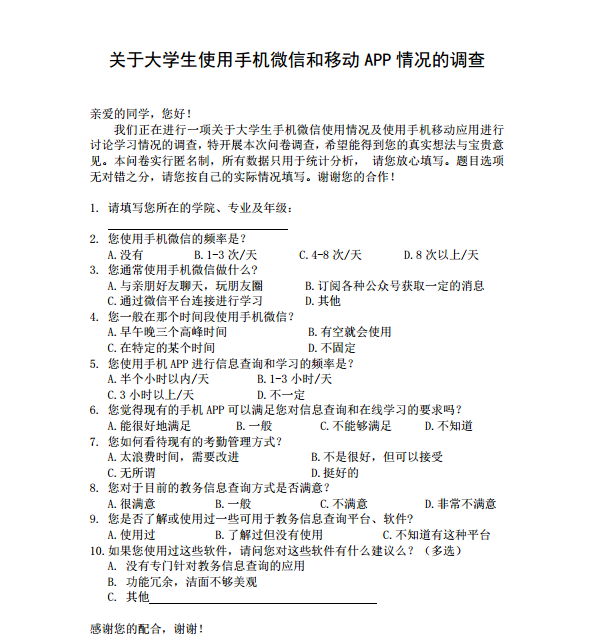 关于大学生使用手机微信和移动 APP 情况的调查
亲爱的同学，您好！
我们正在进行一项关于大学生手机微信使用情况及使用手机移动应用进行
讨论学习情况的调查，特开展本次问卷调查，希望能得到您的真实想法与宝贵意
见。本问卷实行匿名制，所有数据只用于统计分析， 请您放心填写。题目选项
无对错之分，请您按自己的实际情况填写。谢谢您的合作！
1. 请填写您所在的学院、专业及年级：
2. 您使用手机微信的频率是？
A.没有 B.1-3 次/天 C.4-8 次/天 D.8 次以上/天
3. 您通常使用手机微信做什么?
A.与亲朋好友聊天，玩朋友圈 B.订阅各种公众号获取一定的消息
C.通过微信平台连接进行学习 D.其他
4. 您一般在那个时间段使用手机微信？
A.早午晚三个高峰时间 B.有空就会使用
C.在特定的某个时间 D.不固定
5. 您使用手机 APP 进行信息查询和学习的频率是？
A.半个小时以内/天 B.1-3 小时/天
C.3 小时以上/天 D.不一定
6. 您觉得现有的手机 APP 可以满足您对信息查询和在线学习的要求吗？
A.能很好地满足 B.一般 C.不能够满足 D.不知道
7. 您如何看待现有的考勤管理方式？
A.太浪费时间，需要改进 B.不是很好，但可以接受
C.无所谓 D.挺好的
8. 您对于目前的教务信息查询方式是否满意？
A.很满意 B.一般 C.不满意 D.非常不满意
9. 您是否了解或使用过一些可用于教务信息查询平台、软件?
A.使用过 B.了解过但没有使用 C.不知道有这种平台
10.如果您使用过这些软件，请问您对这些软件有什么建议么？（多选）
A. 没有专门针对教务信息查询的应用
B. 功能冗余，洁面不够美观
C. 其他
感谢您的配合，谢谢！